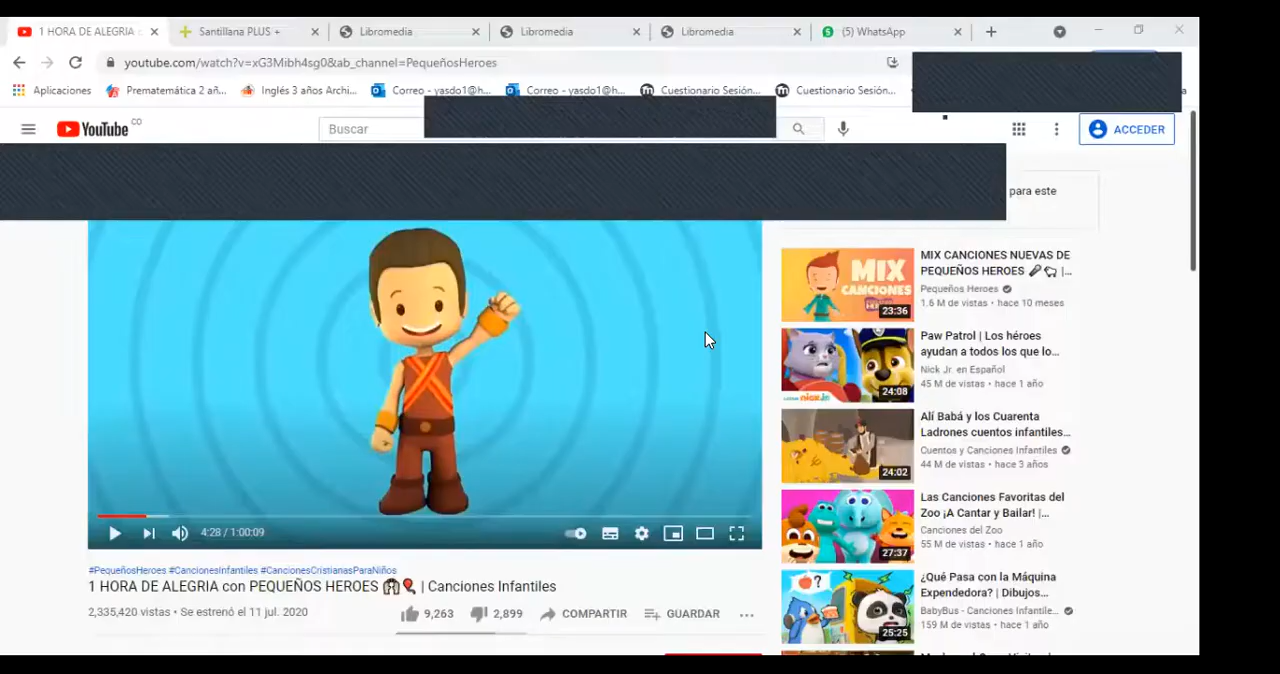 1 HORA DE ALEGRIA
Santillana PLUS +
Libromedia
Libromedia
Libromedia
(5) WhatsApp
youtube.com/watch?v=xG3Mibh4sg0&ab_channel=PequeñosHeroes
Aplicaciones
Prematemática 2 añ...
Inglés 3 años Archi...
Correo - yasdo1@h...
Correo - yasdo1@h...
Cuestionario Sesión...
Cuestionario Sesión...
YouTube CO
Buscar
ACCEDER
para este
MIX CANCIONES
23:36
MIX CANCIONES NUEVAS DE
PEQUEÑOS HEROES 🎤 | ...
Pequeños Heroes
1.6 M de vistas • hace 10 meses
24:08
Paw Patrol | Los héroes
ayudan a todos los que lo...
Nick Jr. en Español
45 M de vistas • hace 1 año
24:02
Alí Babá y los Cuarenta
Ladrones cuentos infantiles...
Cuentos y Canciones Infantiles
44 M de vistas • hace 3 años
27:37
Las Canciones Favoritas del
Zoo ¡A Cantar y Bailar! |...
Canciones del Zoo
55 M de vistas • hace 1 año
25:25
¿Qué Pasa con la Máquina
Expendedora? | Dibujos...
BabyBus - Canciones Infantile...
159 M de vistas • hace 1 año
4:28 / 1:00:09
#PequeñosHeroes #CancionesInfantiles #CancionesCristianasParaNiños
1 HORA DE ALEGRIA con PEQUEÑOS HEROES | Canciones Infantiles
2,335,420 vistas • Se estrenó el 11 jul. 2020
9,263
2,899
COMPARTIR
GUARDAR